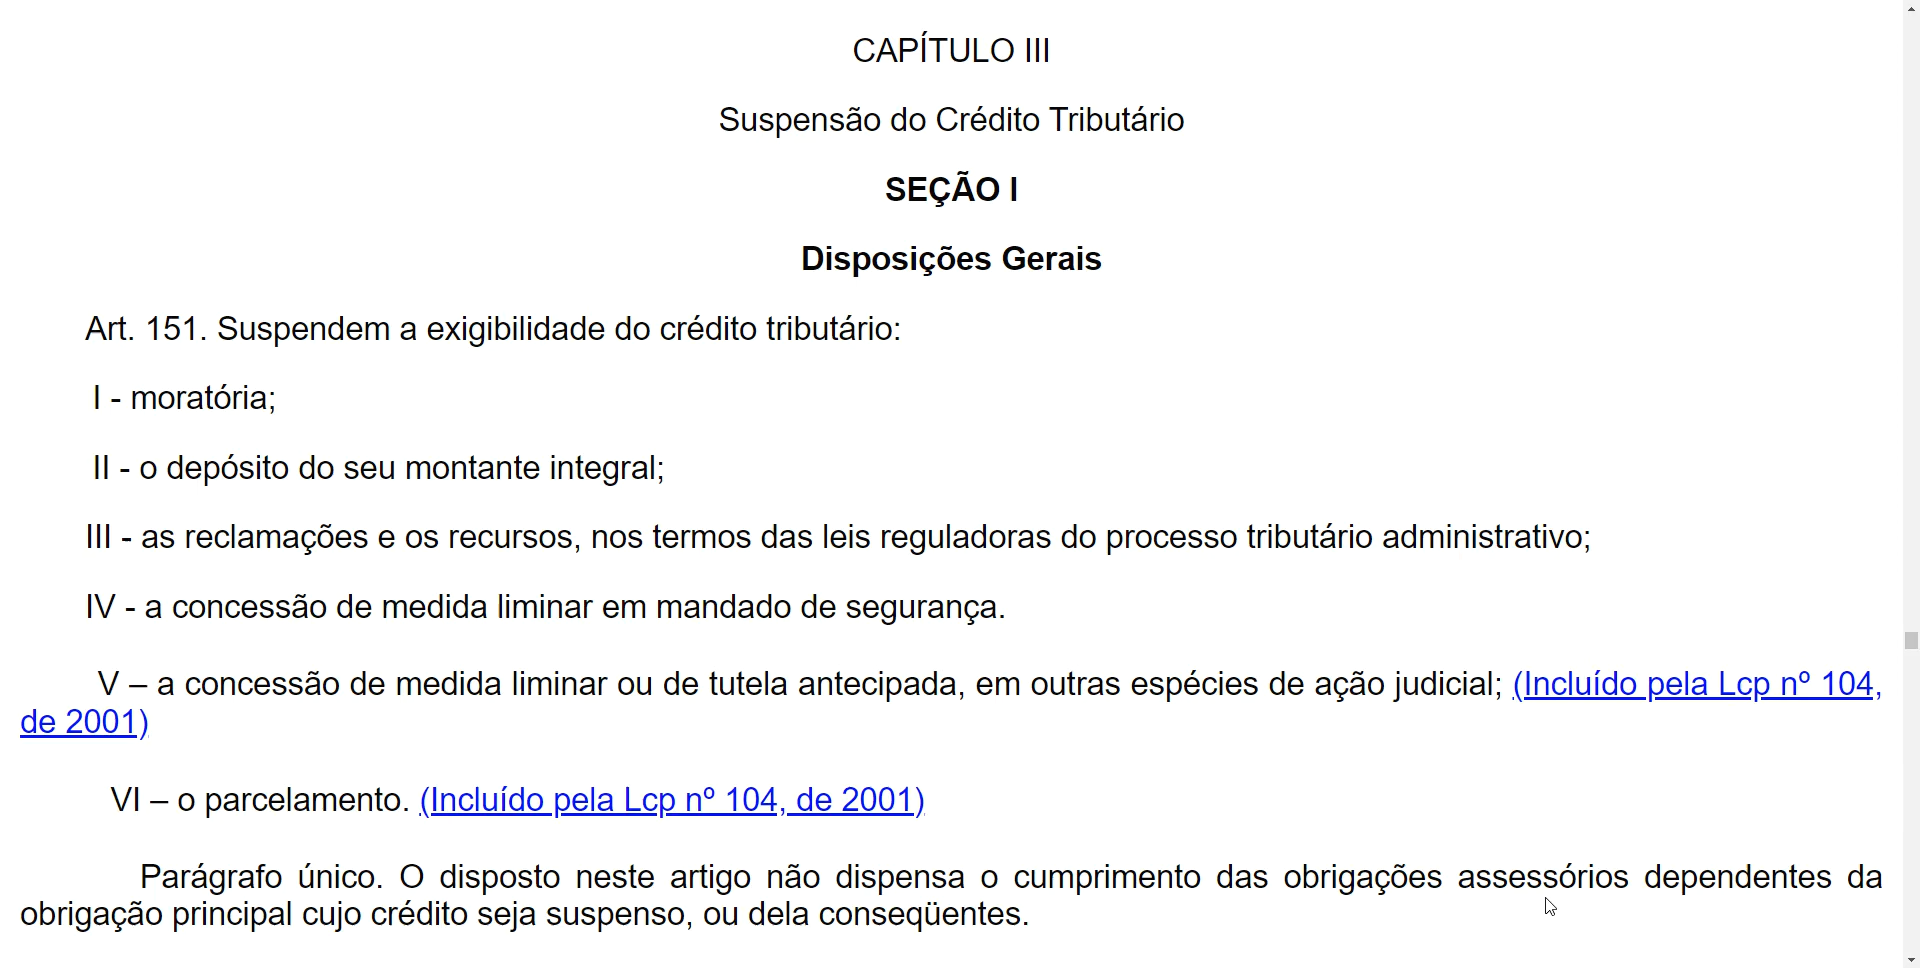 CAPÍTULO III
Suspensão do Crédito Tributário
SEÇÃO I
Disposições Gerais
Art. 151. Suspendem a exigibilidade do crédito tributário:
I - moratória;
II - o depósito do seu montante integral;
III - as reclamações e os recursos, nos termos das leis reguladoras do processo tributário administrativo;
IV - a concessão de medida liminar em mandado de segurança.
V – a concessão de medida liminar ou de tutela antecipada, em outras espécies de ação judicial; (Incluído pela Lcp nº 104,
de 2001)
VI – o parcelamento. (Incluído pela Lcp nº 104, de 2001)
Parágrafo único. O disposto neste artigo não dispensa o cumprimento das obrigações assessórios dependentes da
obrigação principal cujo crédito seja suspenso, ou dela conseqüentes.